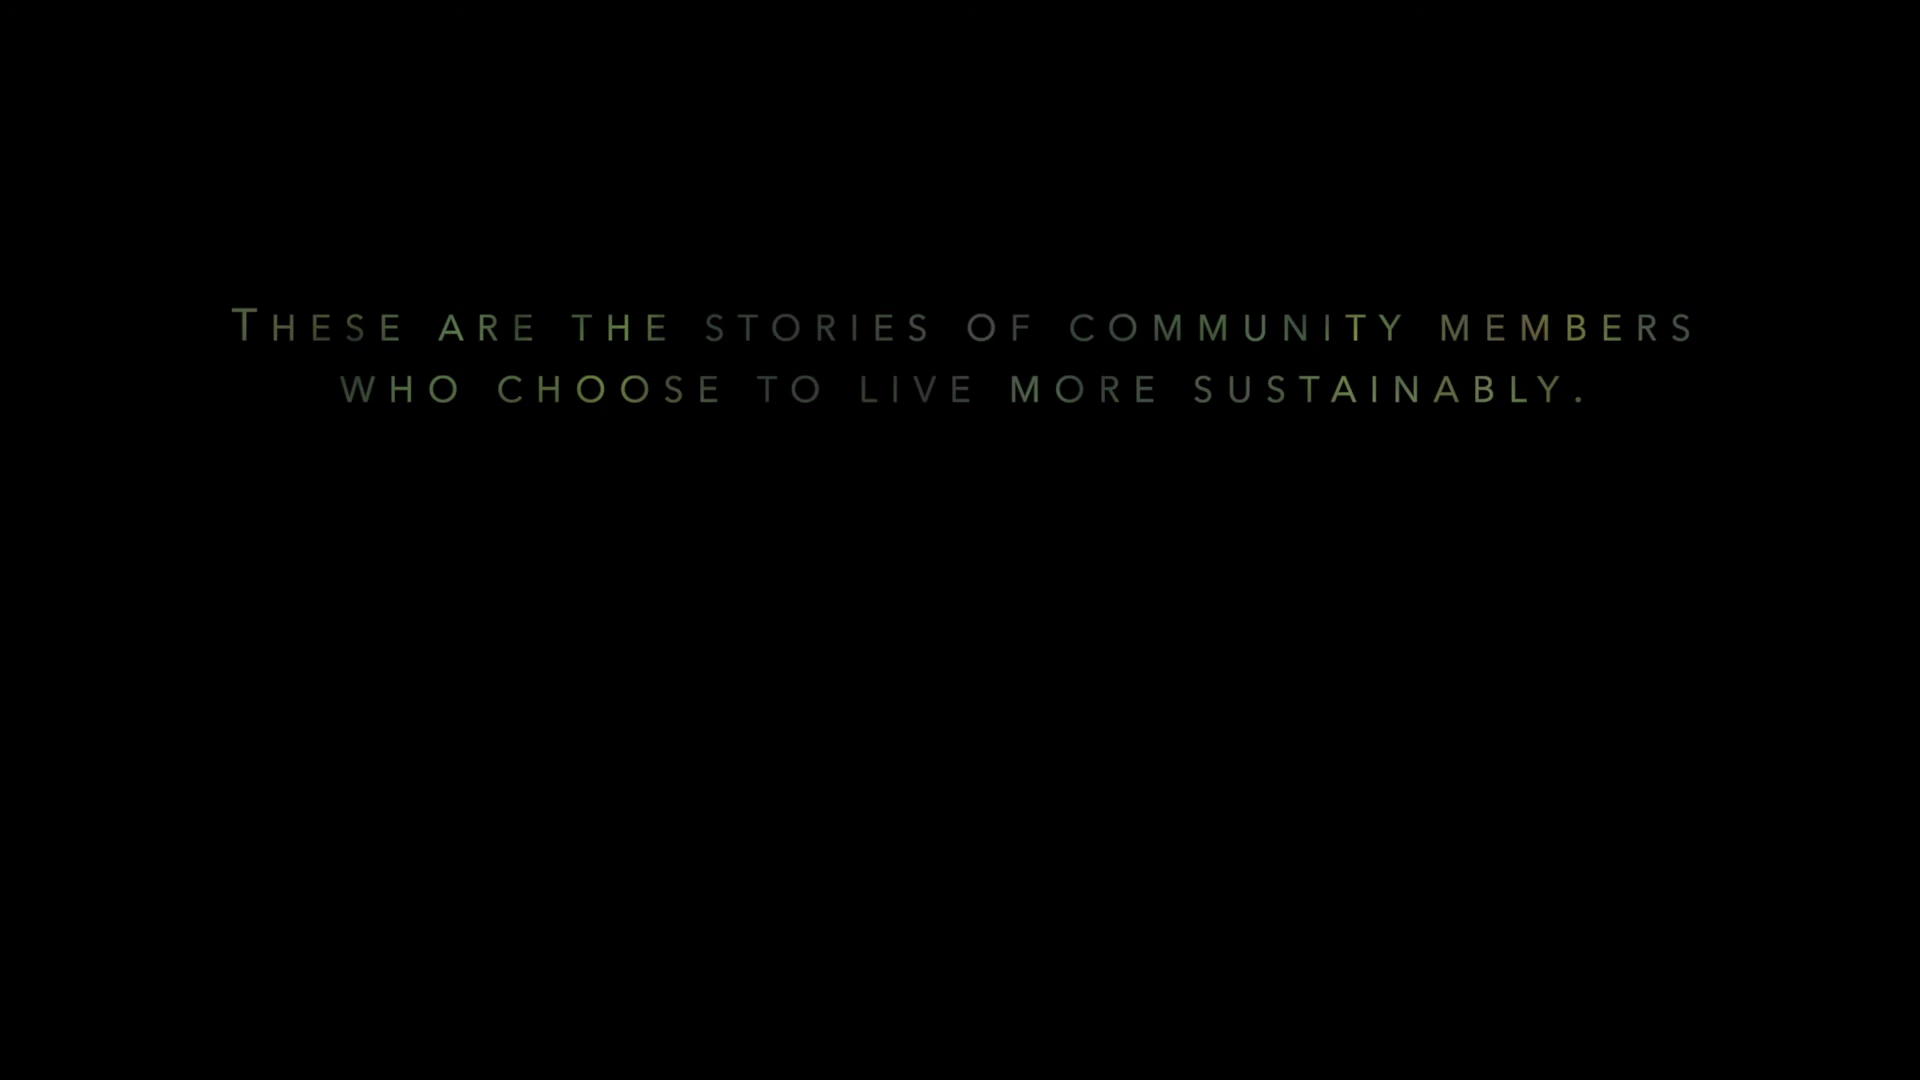 These are the stories of community members
who choose to live more sustainably.